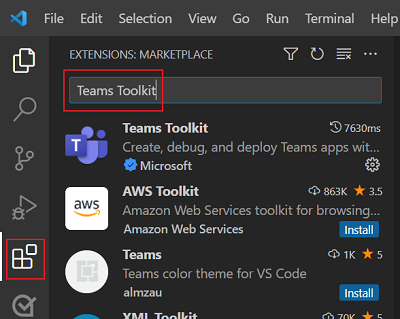 File Edit Selection View Go Run Terminal Help
EXTENSIONS: MARKETPLACE
Teams Toolkit
Teams Toolkit 7630ms
Create, debug, and deploy Teams apps wit...
Microsoft
aws
AWS Toolkit 863K 3.5
Amazon Web Services toolkit for browsing...
Amazon Web Services Install
Teams 1K 5
Teams color theme for VS Code
almzau Install
XML Toolkit 70K 5